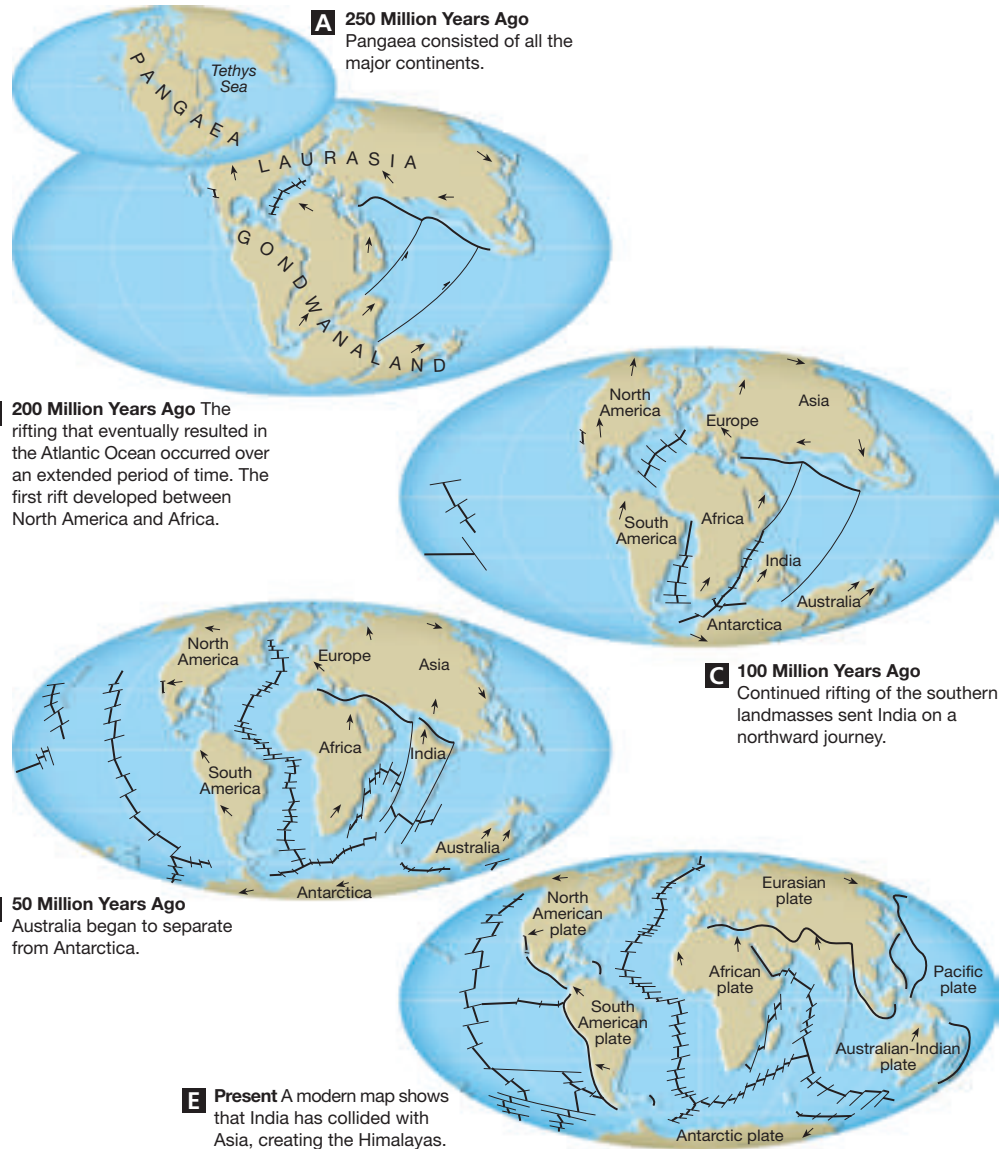 A 250 Million Years Ago
Pangaea consisted of all the
major continents.
PANGAEA
Tethys
Sea
LAURASIA
GONDWANALAND
200 Million Years Ago The
rifting that eventually resulted in
the Atlantic Ocean occurred over
an extended period of time. The
first rift developed between
North America and Africa.
North
America
Europe
Asia
South
America
Africa
India
Australia
Antarctica
C 100 Million Years Ago
Continued rifting of the southern
landmasses sent India on a
northward journey.
North
America
Europe
Asia
Africa
India
South
America
Australia
Antarctica
50 Million Years Ago
Australia began to separate
from Antarctica.
North
American
plate
Eurasian
plate
African
plate
Pacific
plate
South
American
plate
Australian-Indian
plate
Antarctic plate
E Present A modern map shows
that India has collided with
Asia, creating the Himalayas.